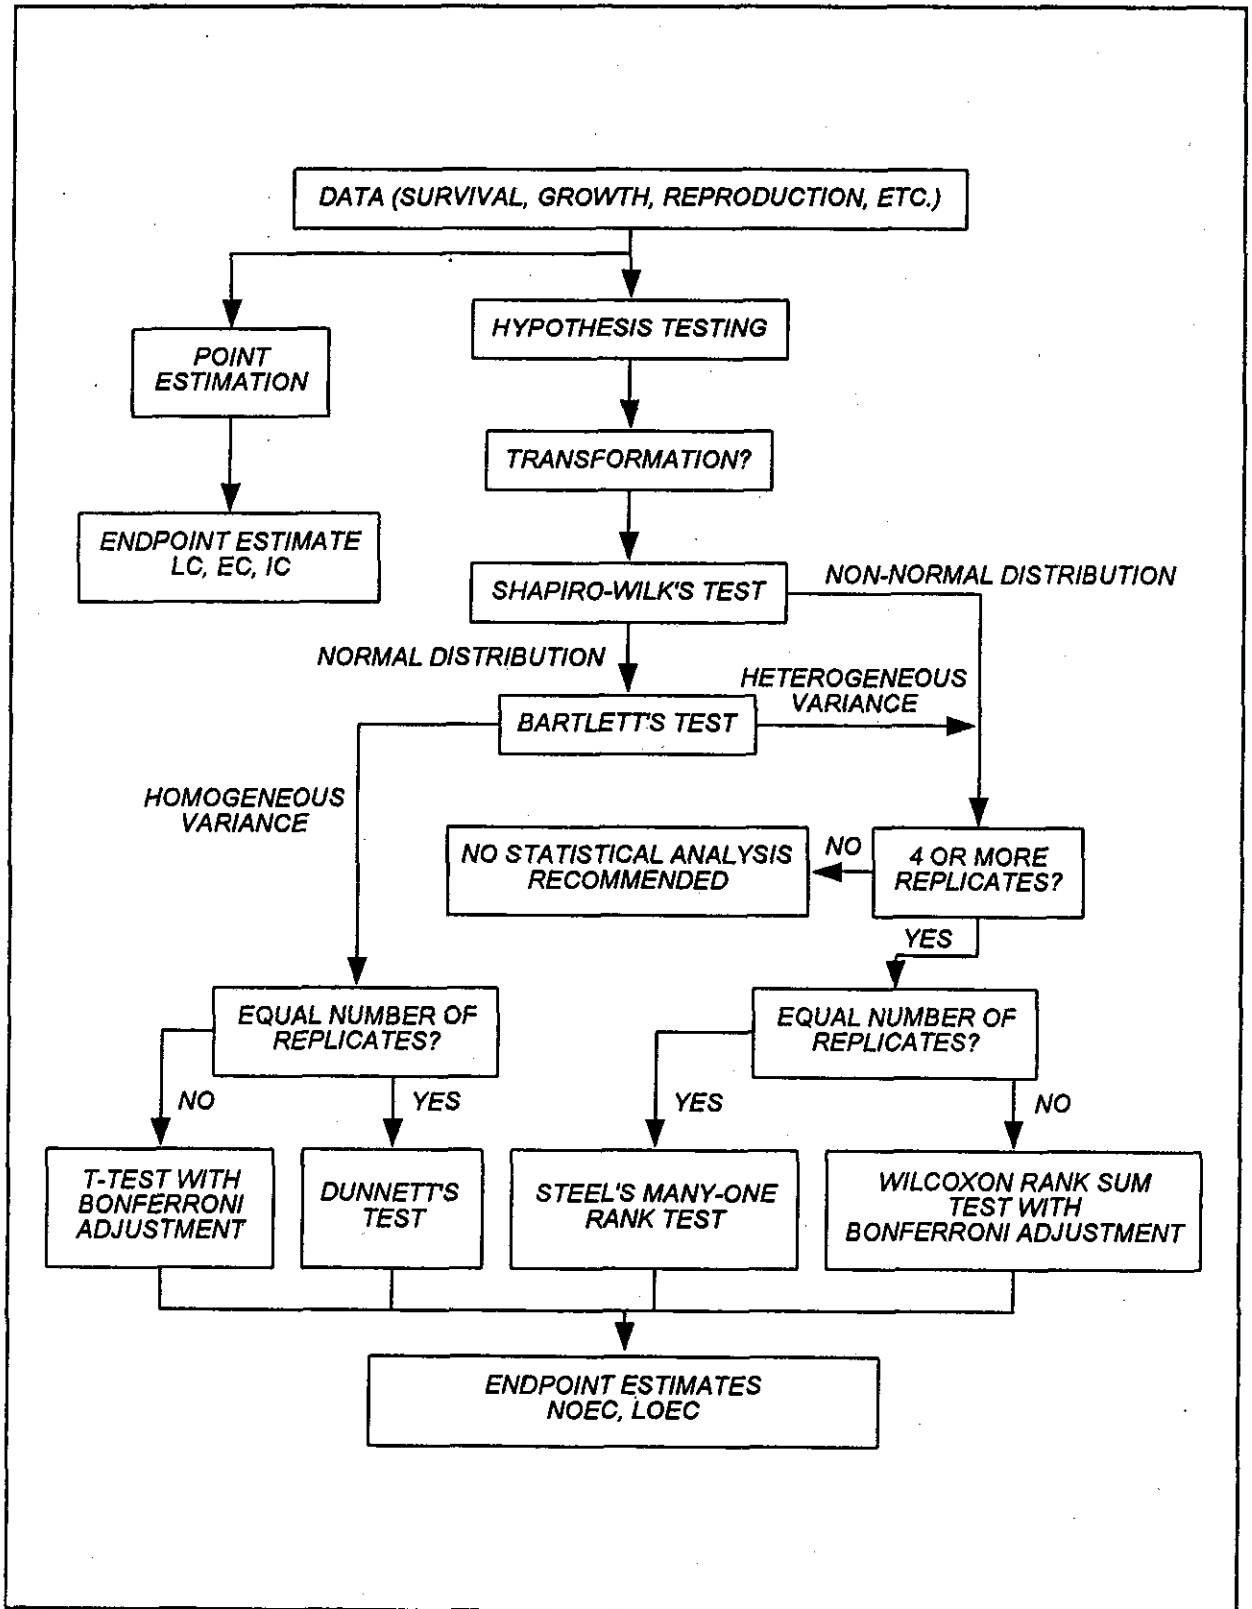 DATA (SURVIVAL, GROWTH, REPRODUCTION, ETC.)
HYPOTHESIS TESTING
POINT
ESTIMATION
TRANSFORMATION?
ENDPOINT ESTIMATE
LC, EC, IC
SHAPIRO-WILK'S TEST
NON-NORMAL DISTRIBUTION
NORMAL DISTRIBUTION
HETEROGENEOUS
VARIANCE
BARTLETT'S TEST
HOMOGENEOUS
VARIANCE
NO STATISTICAL ANALYSIS
RECOMMENDED
NO
4 OR MORE
REPLICATES?
YES
EQUAL NUMBER OF
REPLICATES?
EQUAL NUMBER OF
REPLICATES?
NO
YES
YES
NO
T-TEST WITH
BONFERRONI
ADJUSTMENT
DUNNETT'S
TEST
STEEL'S MANY-ONE
RANK TEST
WILCOXON RANK SUM
TEST WITH
BONFERRONI ADJUSTMENT
ENDPOINT ESTIMATES
NOEC, LOEC